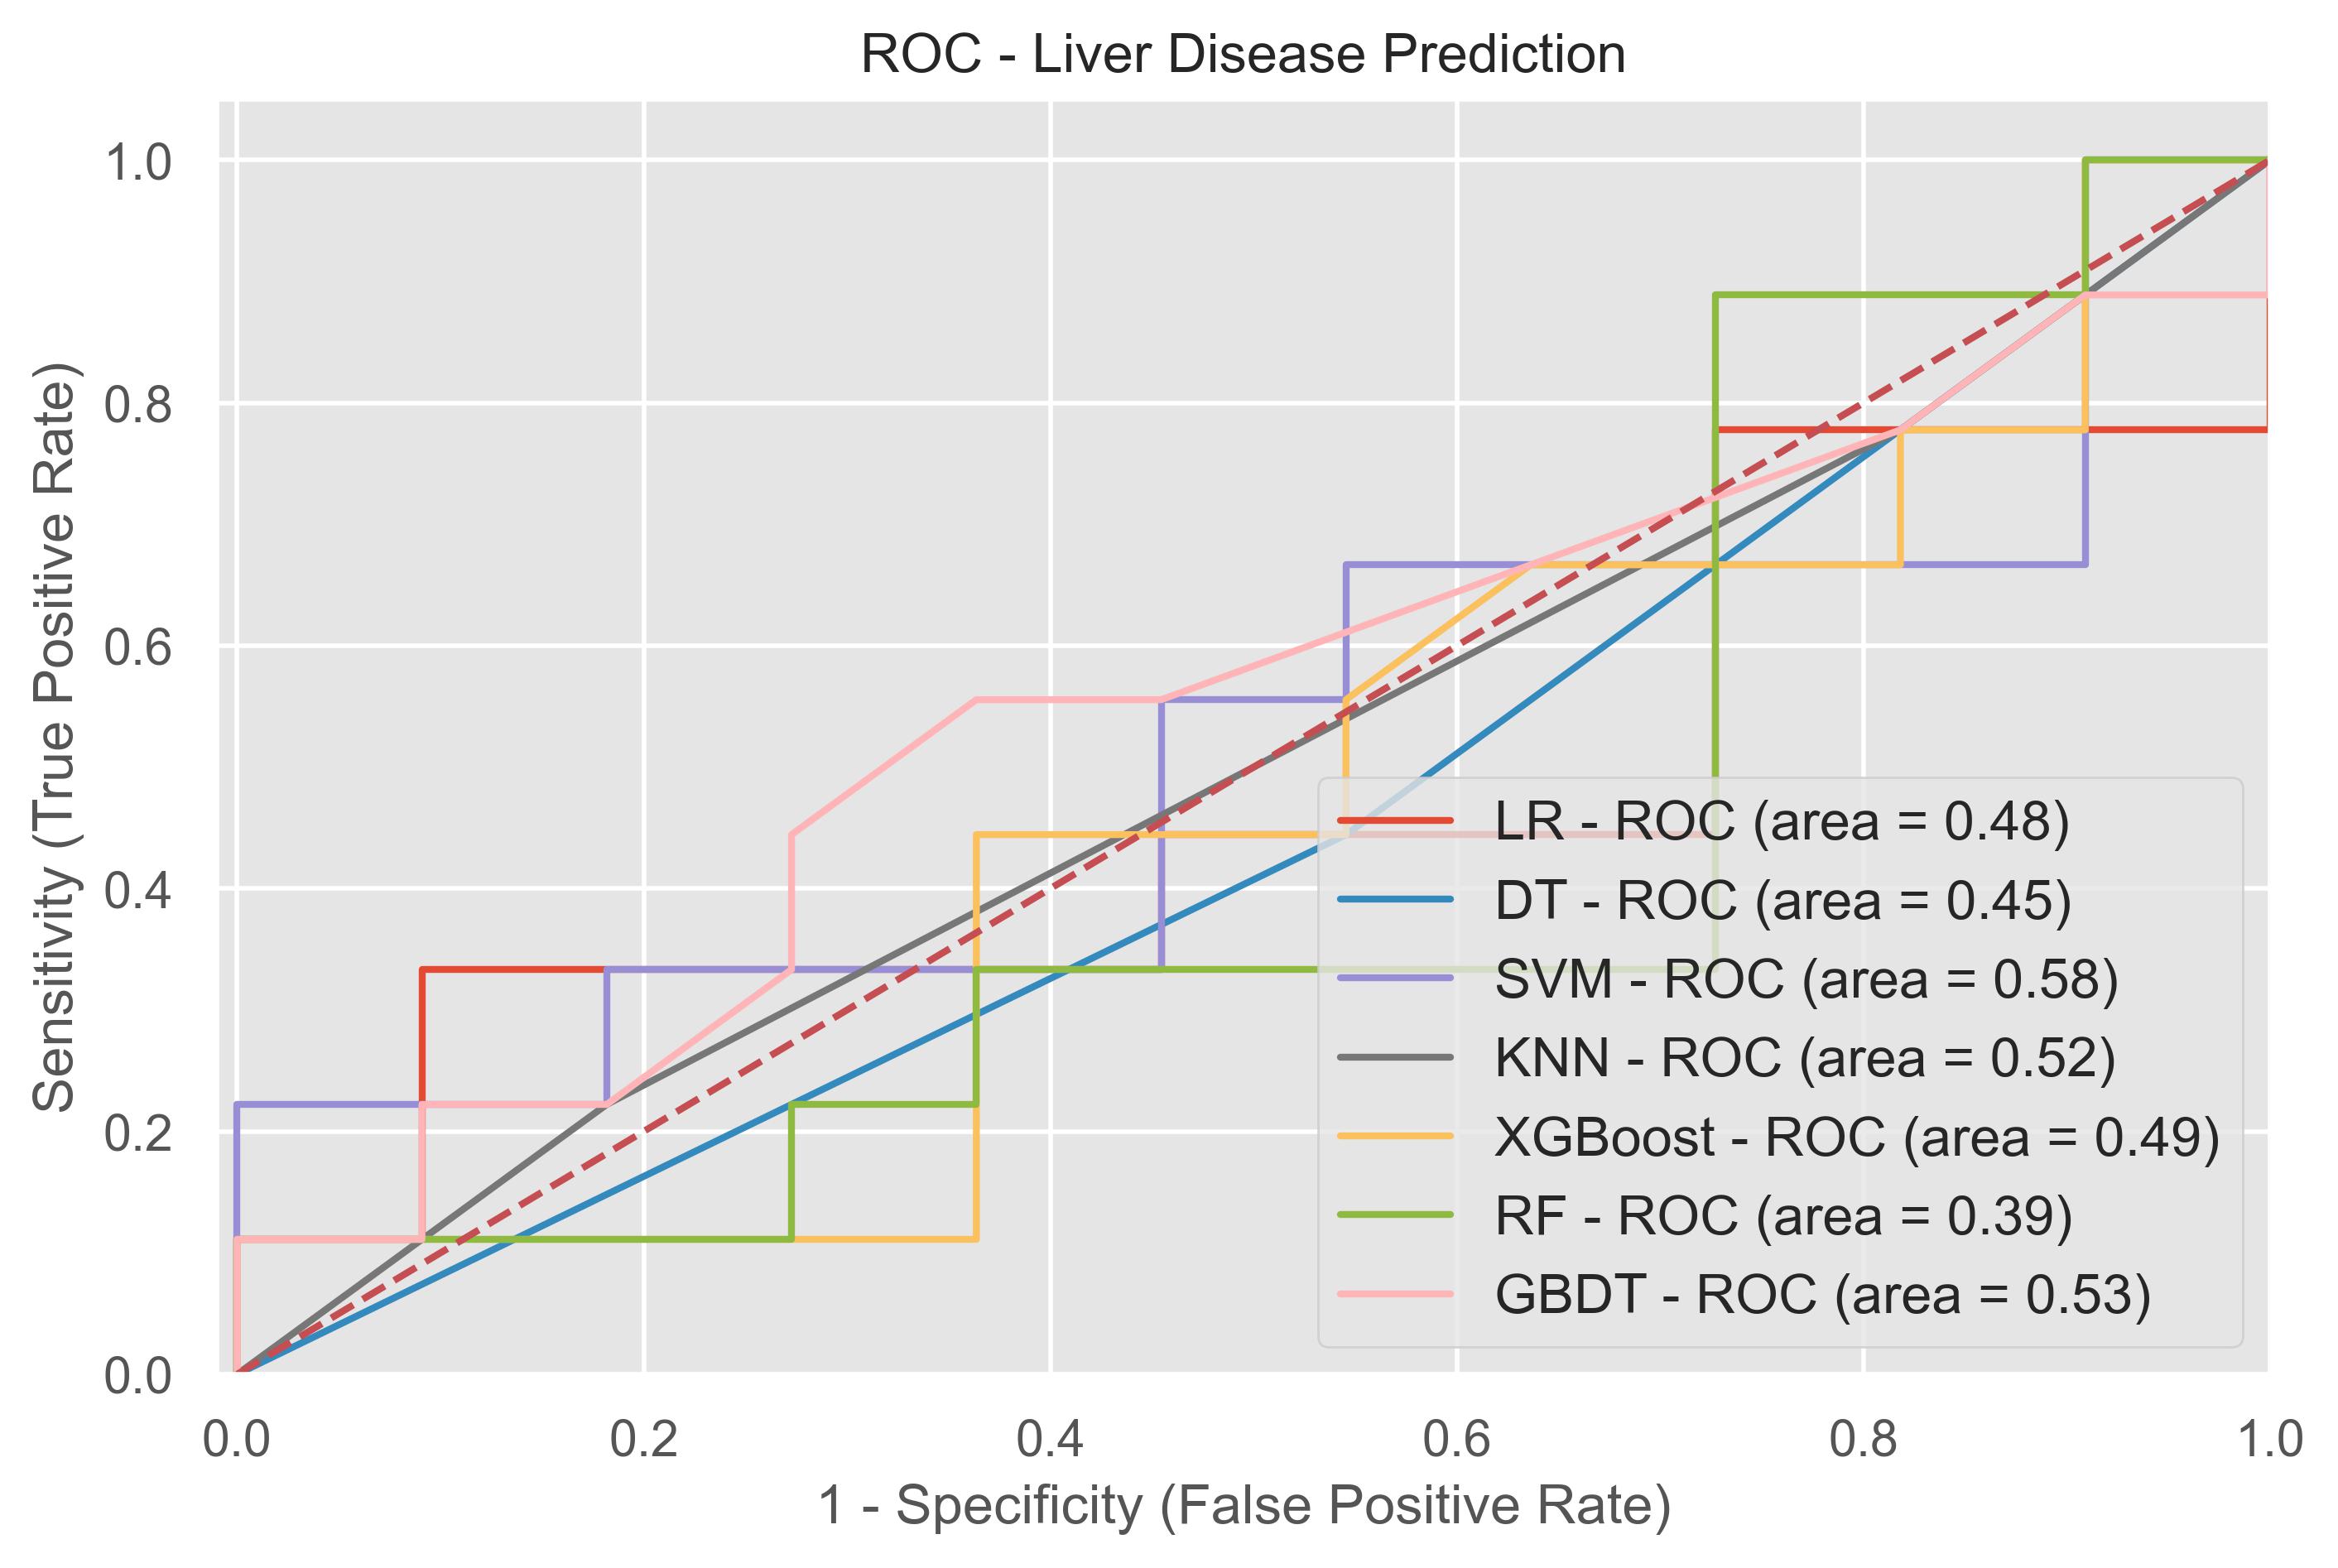 ROC - Liver Disease Prediction
Sensitivity (True Positive Rate)
1.0
0.8
0.6
0.4
0.2
0.0
LR - ROC (area = 0.48)
DT - ROC (area = 0.45)
SVM - ROC (area = 0.58)
KNN - ROC (area = 0.52)
XGBoost - ROC (area = 0.49)
RF - ROC (area = 0.39)
GBDT - ROC (area = 0.53)
0.0 0.2 0.4 0.6 0.8 1.0
1 - Specificity (False Positive Rate)